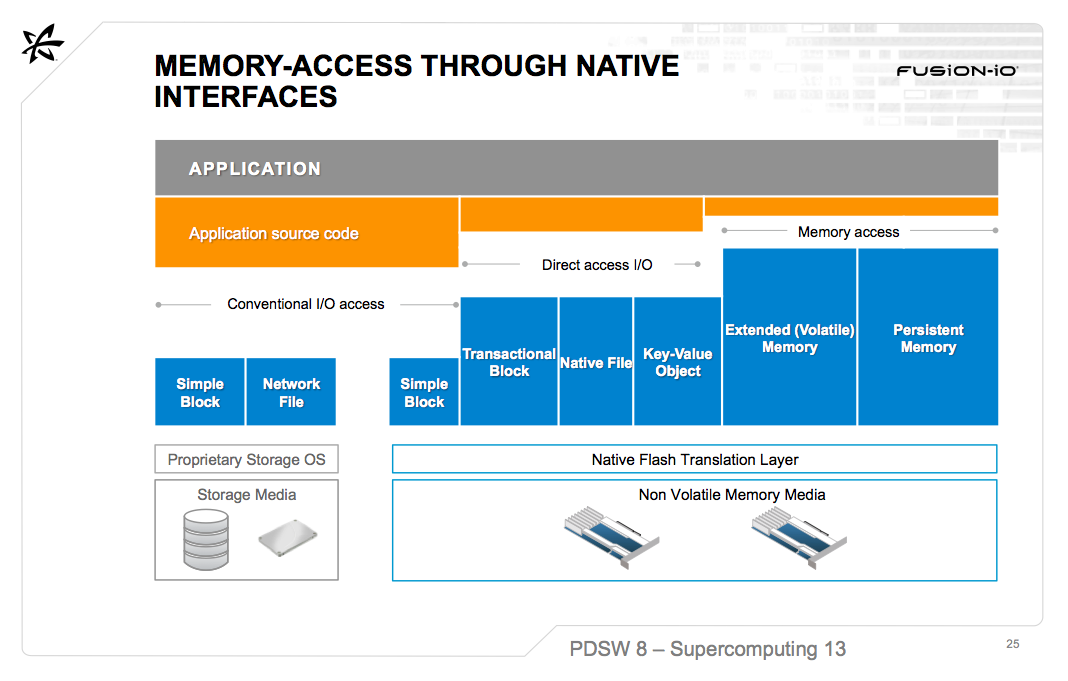 MEMORY-ACCESS THROUGH NATIVE
INTERFACES
FUSiON-iO
APPLICATION
Application source code
Memory access
Direct access I/O
Conventional I/O access
Simple
Block
Network
File
Simple
Block
Transactional
Block
Native File
Key-Value
Object
Extended (Volatile)
Memory
Persistent
Memory
Proprietary Storage OS
Native Flash Translation Layer
Storage Media
Non Volatile Memory Media
PDSW 8 – Supercomputing 13
25